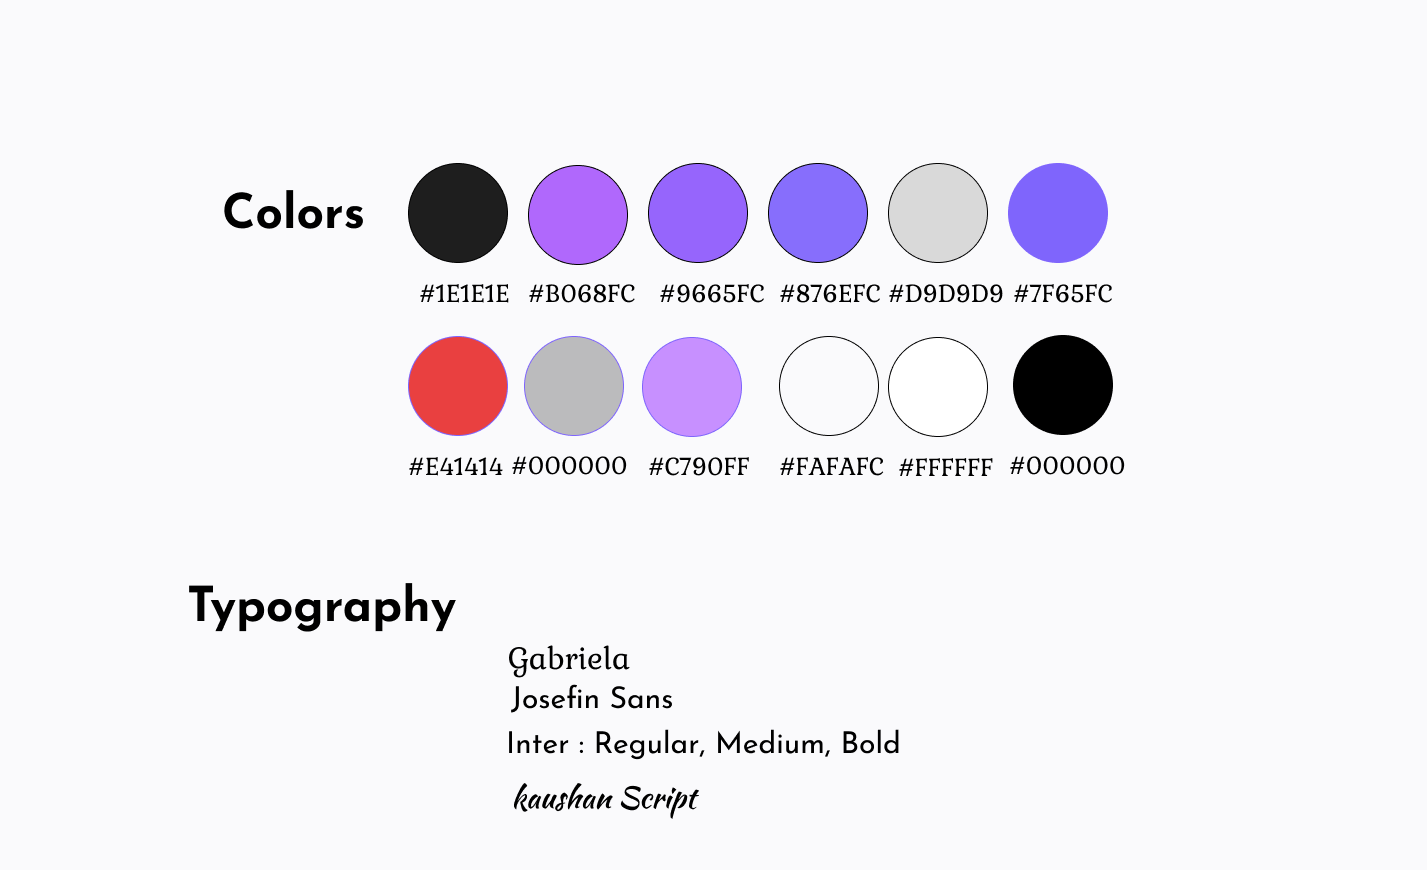 Colors
#1E1E1E #B068FC #9665FC #876EFC #D9D9D9 #7F65FC
#E41414 #000000 #C790FF #FAFAFC #FFFFFF #000000
Typography
Gabriela
Josefin Sans
Inter : Regular, Medium, Bold
kaushan Script